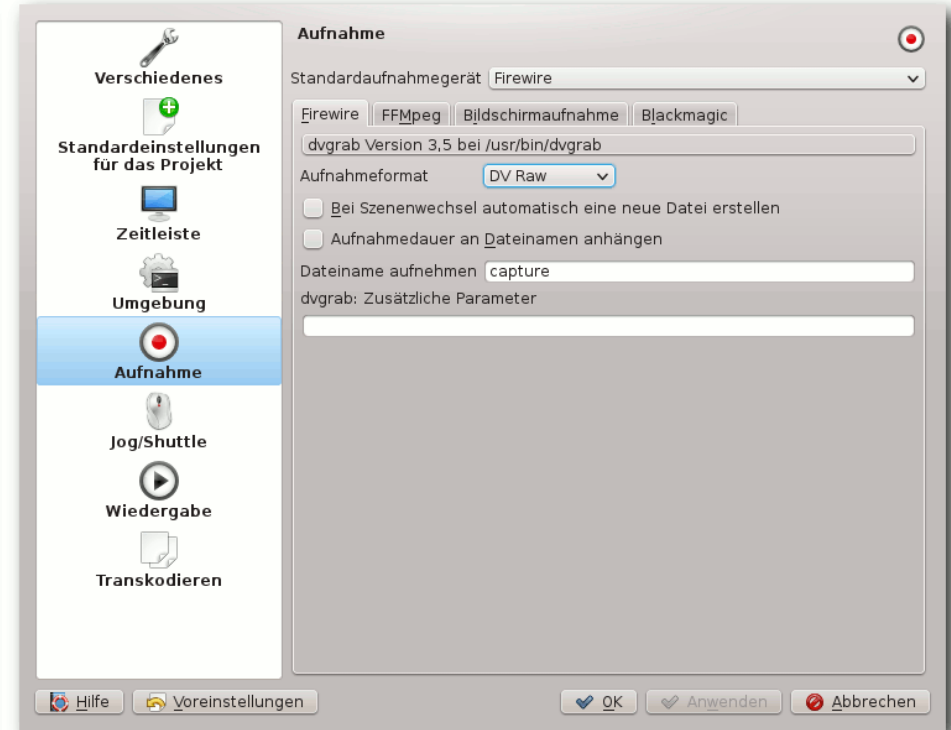 Verschiedenes
Standardeinstellungen
für das Projekt
Zeitleiste
Umgebung
Aufnahme
Jog/Shuttle
Wiedergabe
Transkodieren
Aufnahme
Standardaufnahmegerät Firewire
Firewire FFMpeg Bildschirmaufnahme Blackmagic
dvgrab Version 3,5 bei /usr/bin/dvgrab
Aufnahmeformat DV Raw
Bei Szenenwechsel automatisch eine neue Datei erstellen
Aufnahmedauer an Dateinamen anhängen
Dateiname aufnehmen capture
dvgrab: Zusätzliche Parameter
Hilfe Voreinstellungen OK Anwenden Abbrechen